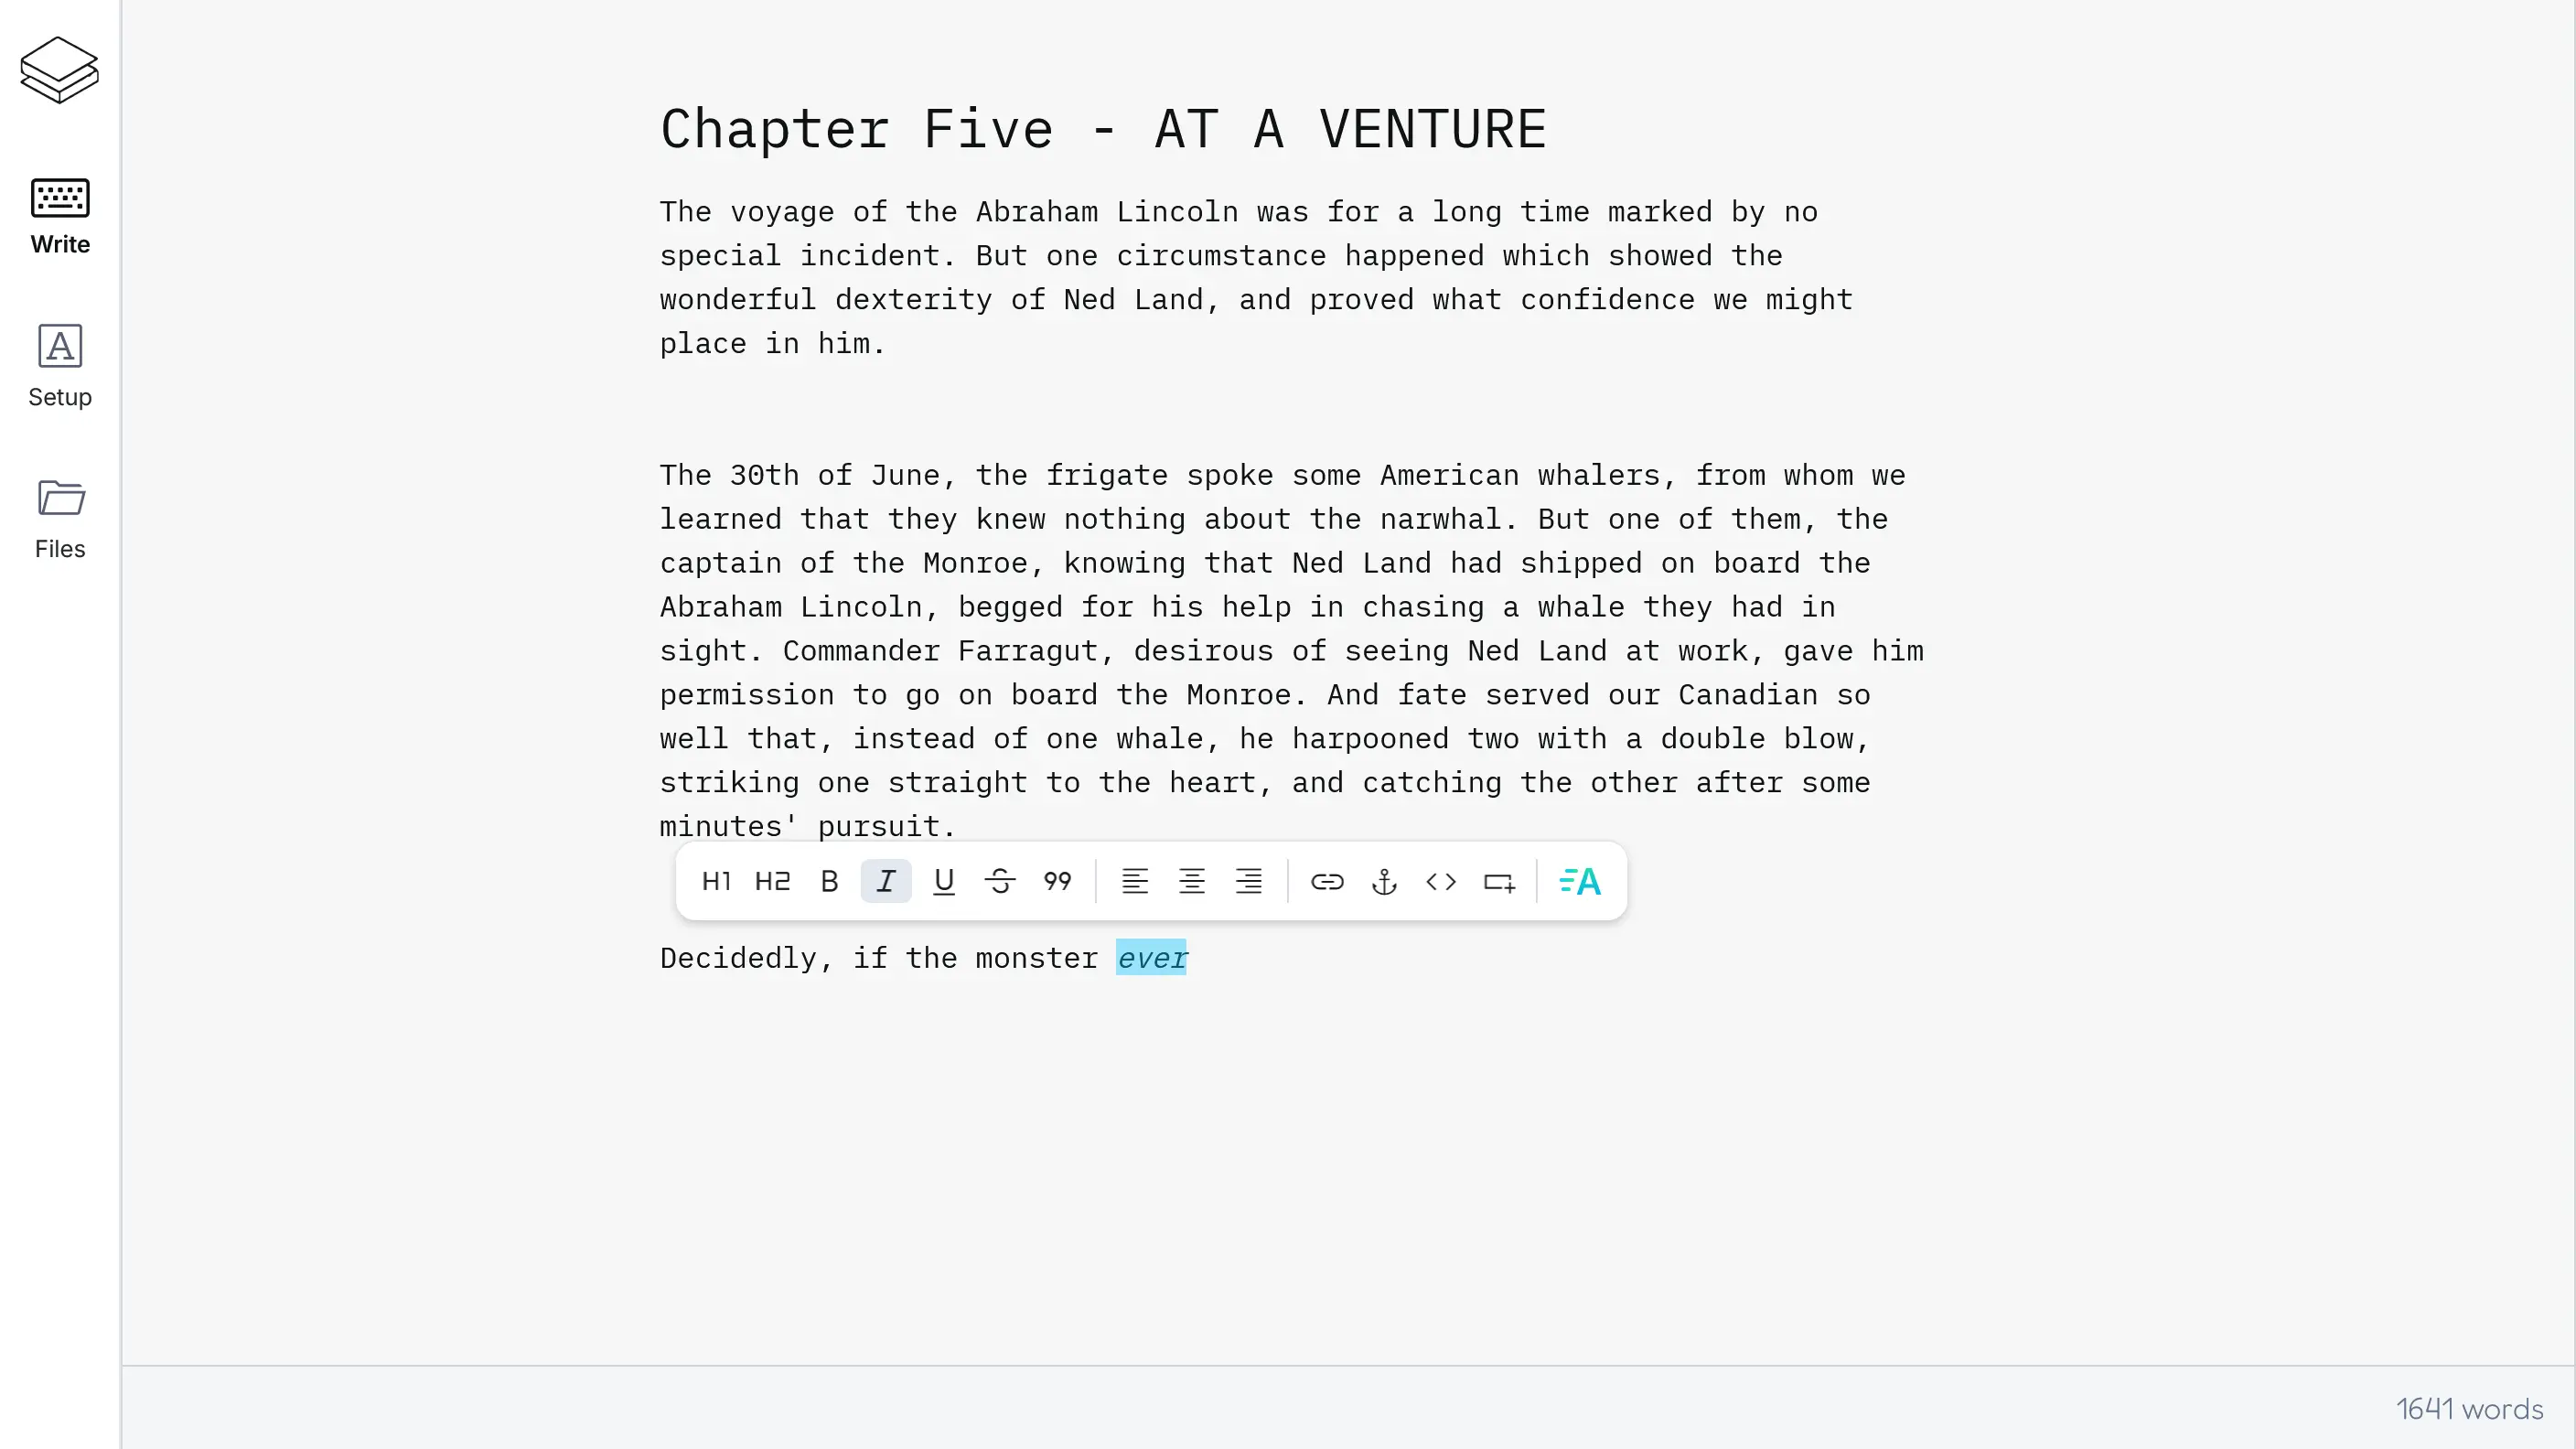 Write
Setup
Files
Chapter Five - AT A VENTURE
The voyage of the Abraham Lincoln was for a long time marked by no
special incident. But one circumstance happened which showed the
wonderful dexterity of Ned Land, and proved what confidence we might
place in him.
The 30th of June, the frigate spoke some American whalers, from whom we
learned that they knew nothing about the narwhal. But one of them, the
captain of the Monroe, knowing that Ned Land had shipped on board the
Abraham Lincoln, begged for his help in chasing a whale they had in
sight. Commander Farragut, desirous of seeing Ned Land at work, gave him
permission to go on board the Monroe. And fate served our Canadian so
well that, instead of one whale, he harpooned two with a double blow,
striking one straight to the heart, and catching the other after some
minutes' pursuit.
H1 H2 B I U S 99 <> A
Decidedly, if the monster ever
1641 words